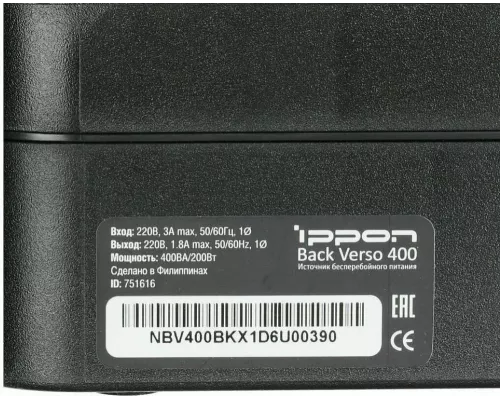 Вход: 220В, 3А max, 50/60Гц, 1Ø
Выход: 220В, 1.8А max, 50/60Hz, 1Ø
Мощность: 400ВА/200Вт
Сделано в Филиппинах
ID: 751616
ippon
Back Verso 400
Источник бесперебойного питания
EAC
CE
NBV400BKX1D6U00390